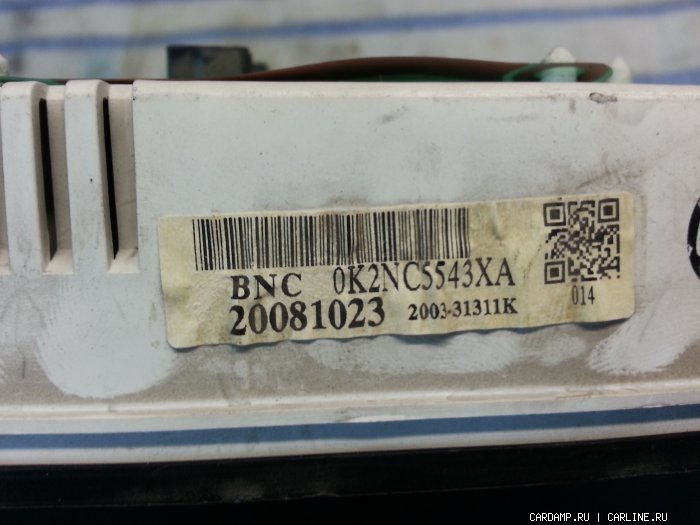 BNC 0K2NC5543XA
20081023 2003-31311K
014
CARDAMP.RU | CARLINE.RU